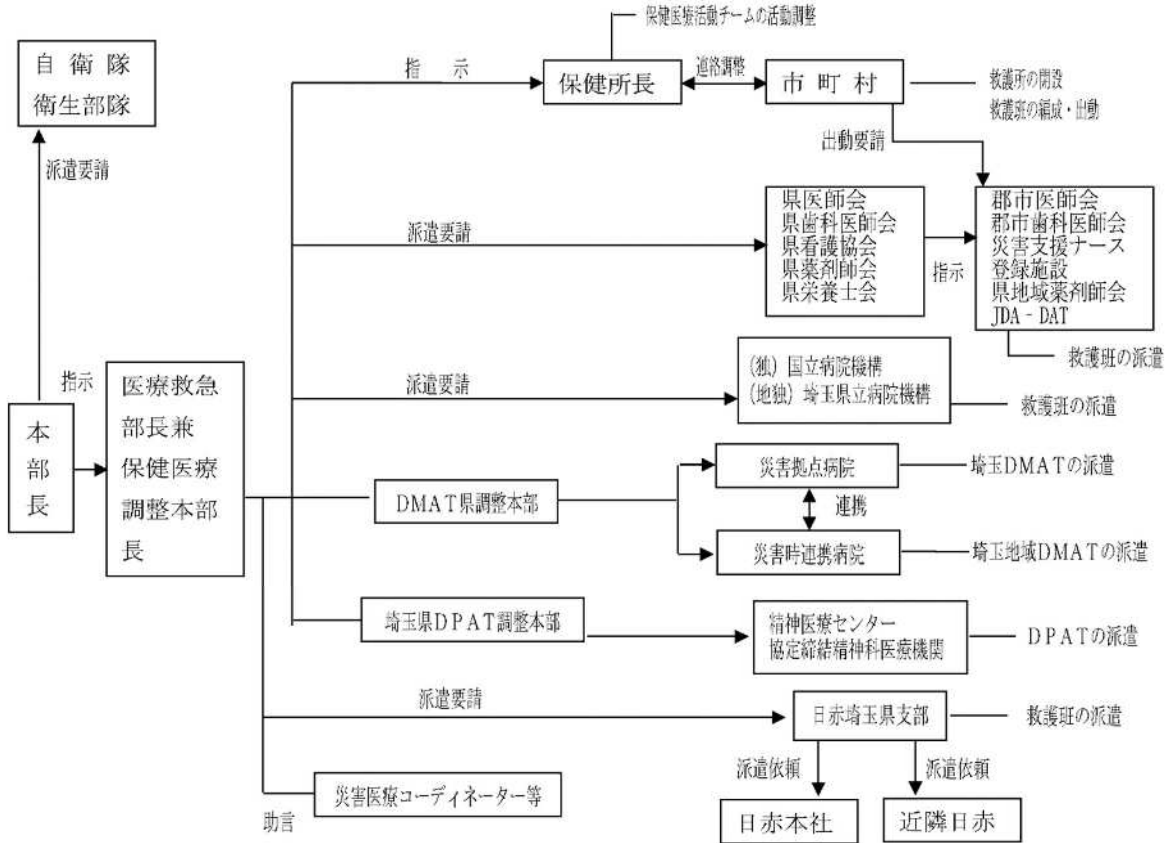 保健医療活動チームの活動調整
自衛隊
衛生部隊
指示
保健所長
連絡調整
市町村
救護所の開設
救護班の編成・出動
派遣要請
出動要請
派遣要請
県医師会
県歯科医師会
県看護協会
県薬剤師会
県栄養士会
指示
郡市医師会
郡市歯科医師会
災害支援ナース
登録施設
県地域薬剤師会
JDA‐DAT
救護班の派遣
本部長
指示
医療救急
部長兼
保健医療
調整本部
長
派遣要請
(独) 国立病院機構
(地独) 埼玉県立病院機構
救護班の派遣
DMAT県調整本部
災害拠点病院
埼玉DMATの派遣
連携
災害時連携病院
埼玉地域DMATの派遣
埼玉県DPAT調整本部
精神医療センター
協定締結精神科医療機関
DPATの派遣
派遣要請
日赤埼玉県支部
救護班の派遣
派遣依頼
派遣依頼
災害医療コーディネーター等
助言
日赤本社
近隣日赤